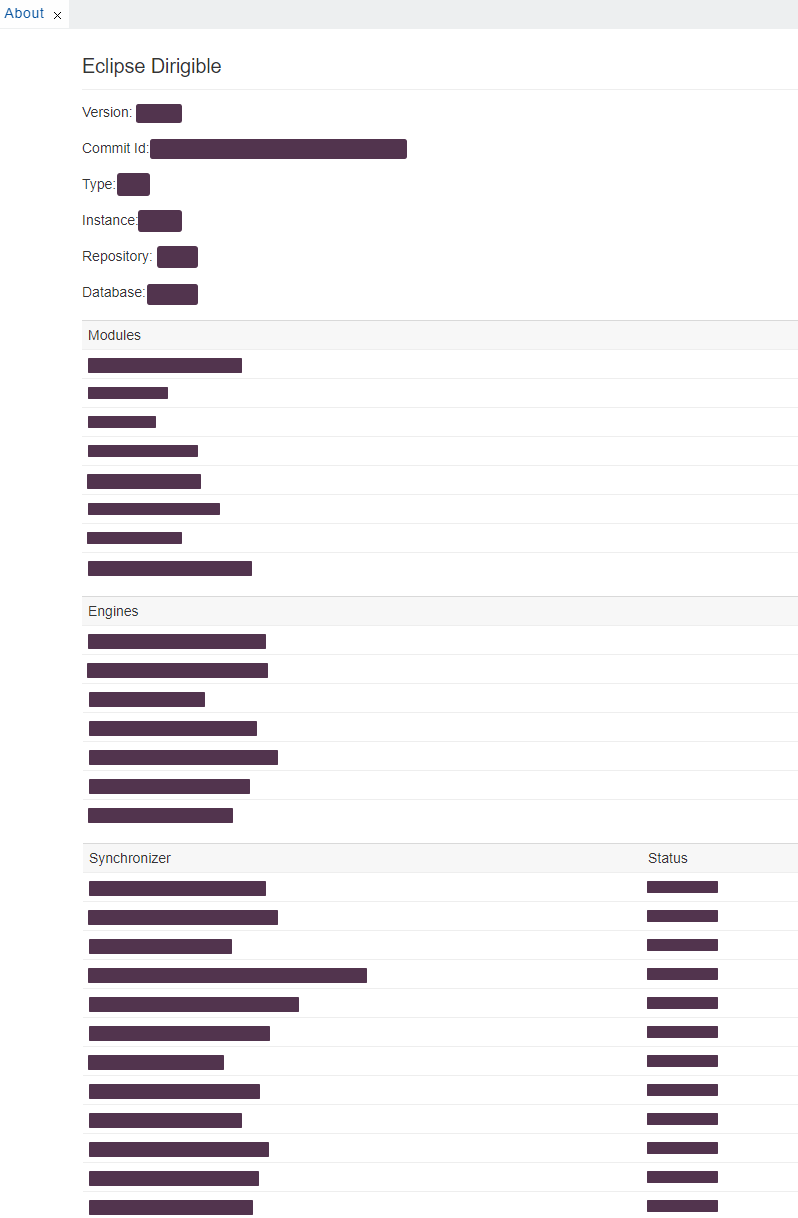 About ×
Eclipse Dirigible
Version:
Commit Id:
Type:
Instance:
Repository:
Database:
Modules
Engines
Synchronizer Status